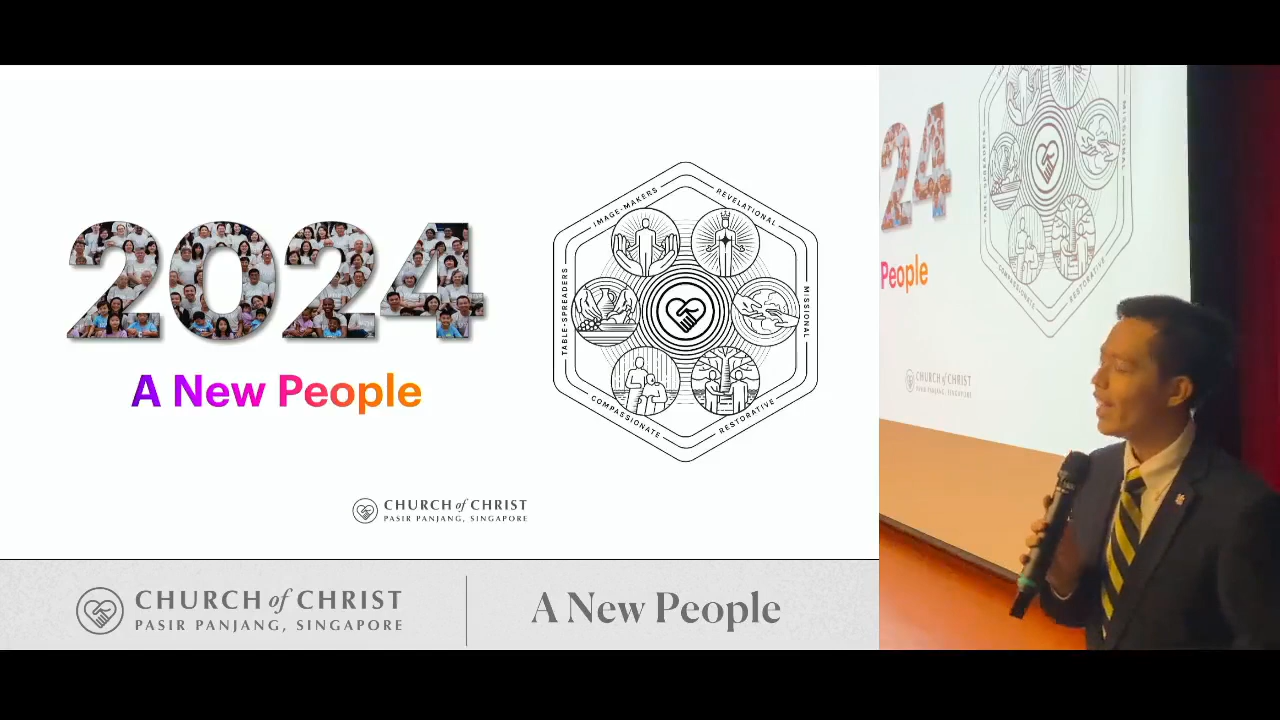 2024
A New People
IMAGE-MAKERS
REVELATIONAL
TABLE-SPREADERS
MISSIONAL
COMPASSIONATE
RESTORATIVE
CHURCH of CHRIST
PASIR PANJANG, SINGAPORE
CHURCH of CHRIST
PASIR PANJANG, SINGAPORE
A New People
24
People
TABLE-SPREADERS
MISSIONAL
COMPASSIONATE
RESTORATIVE
CHURCH of CHRIST
PASIR PANJANG, SINGAPORE